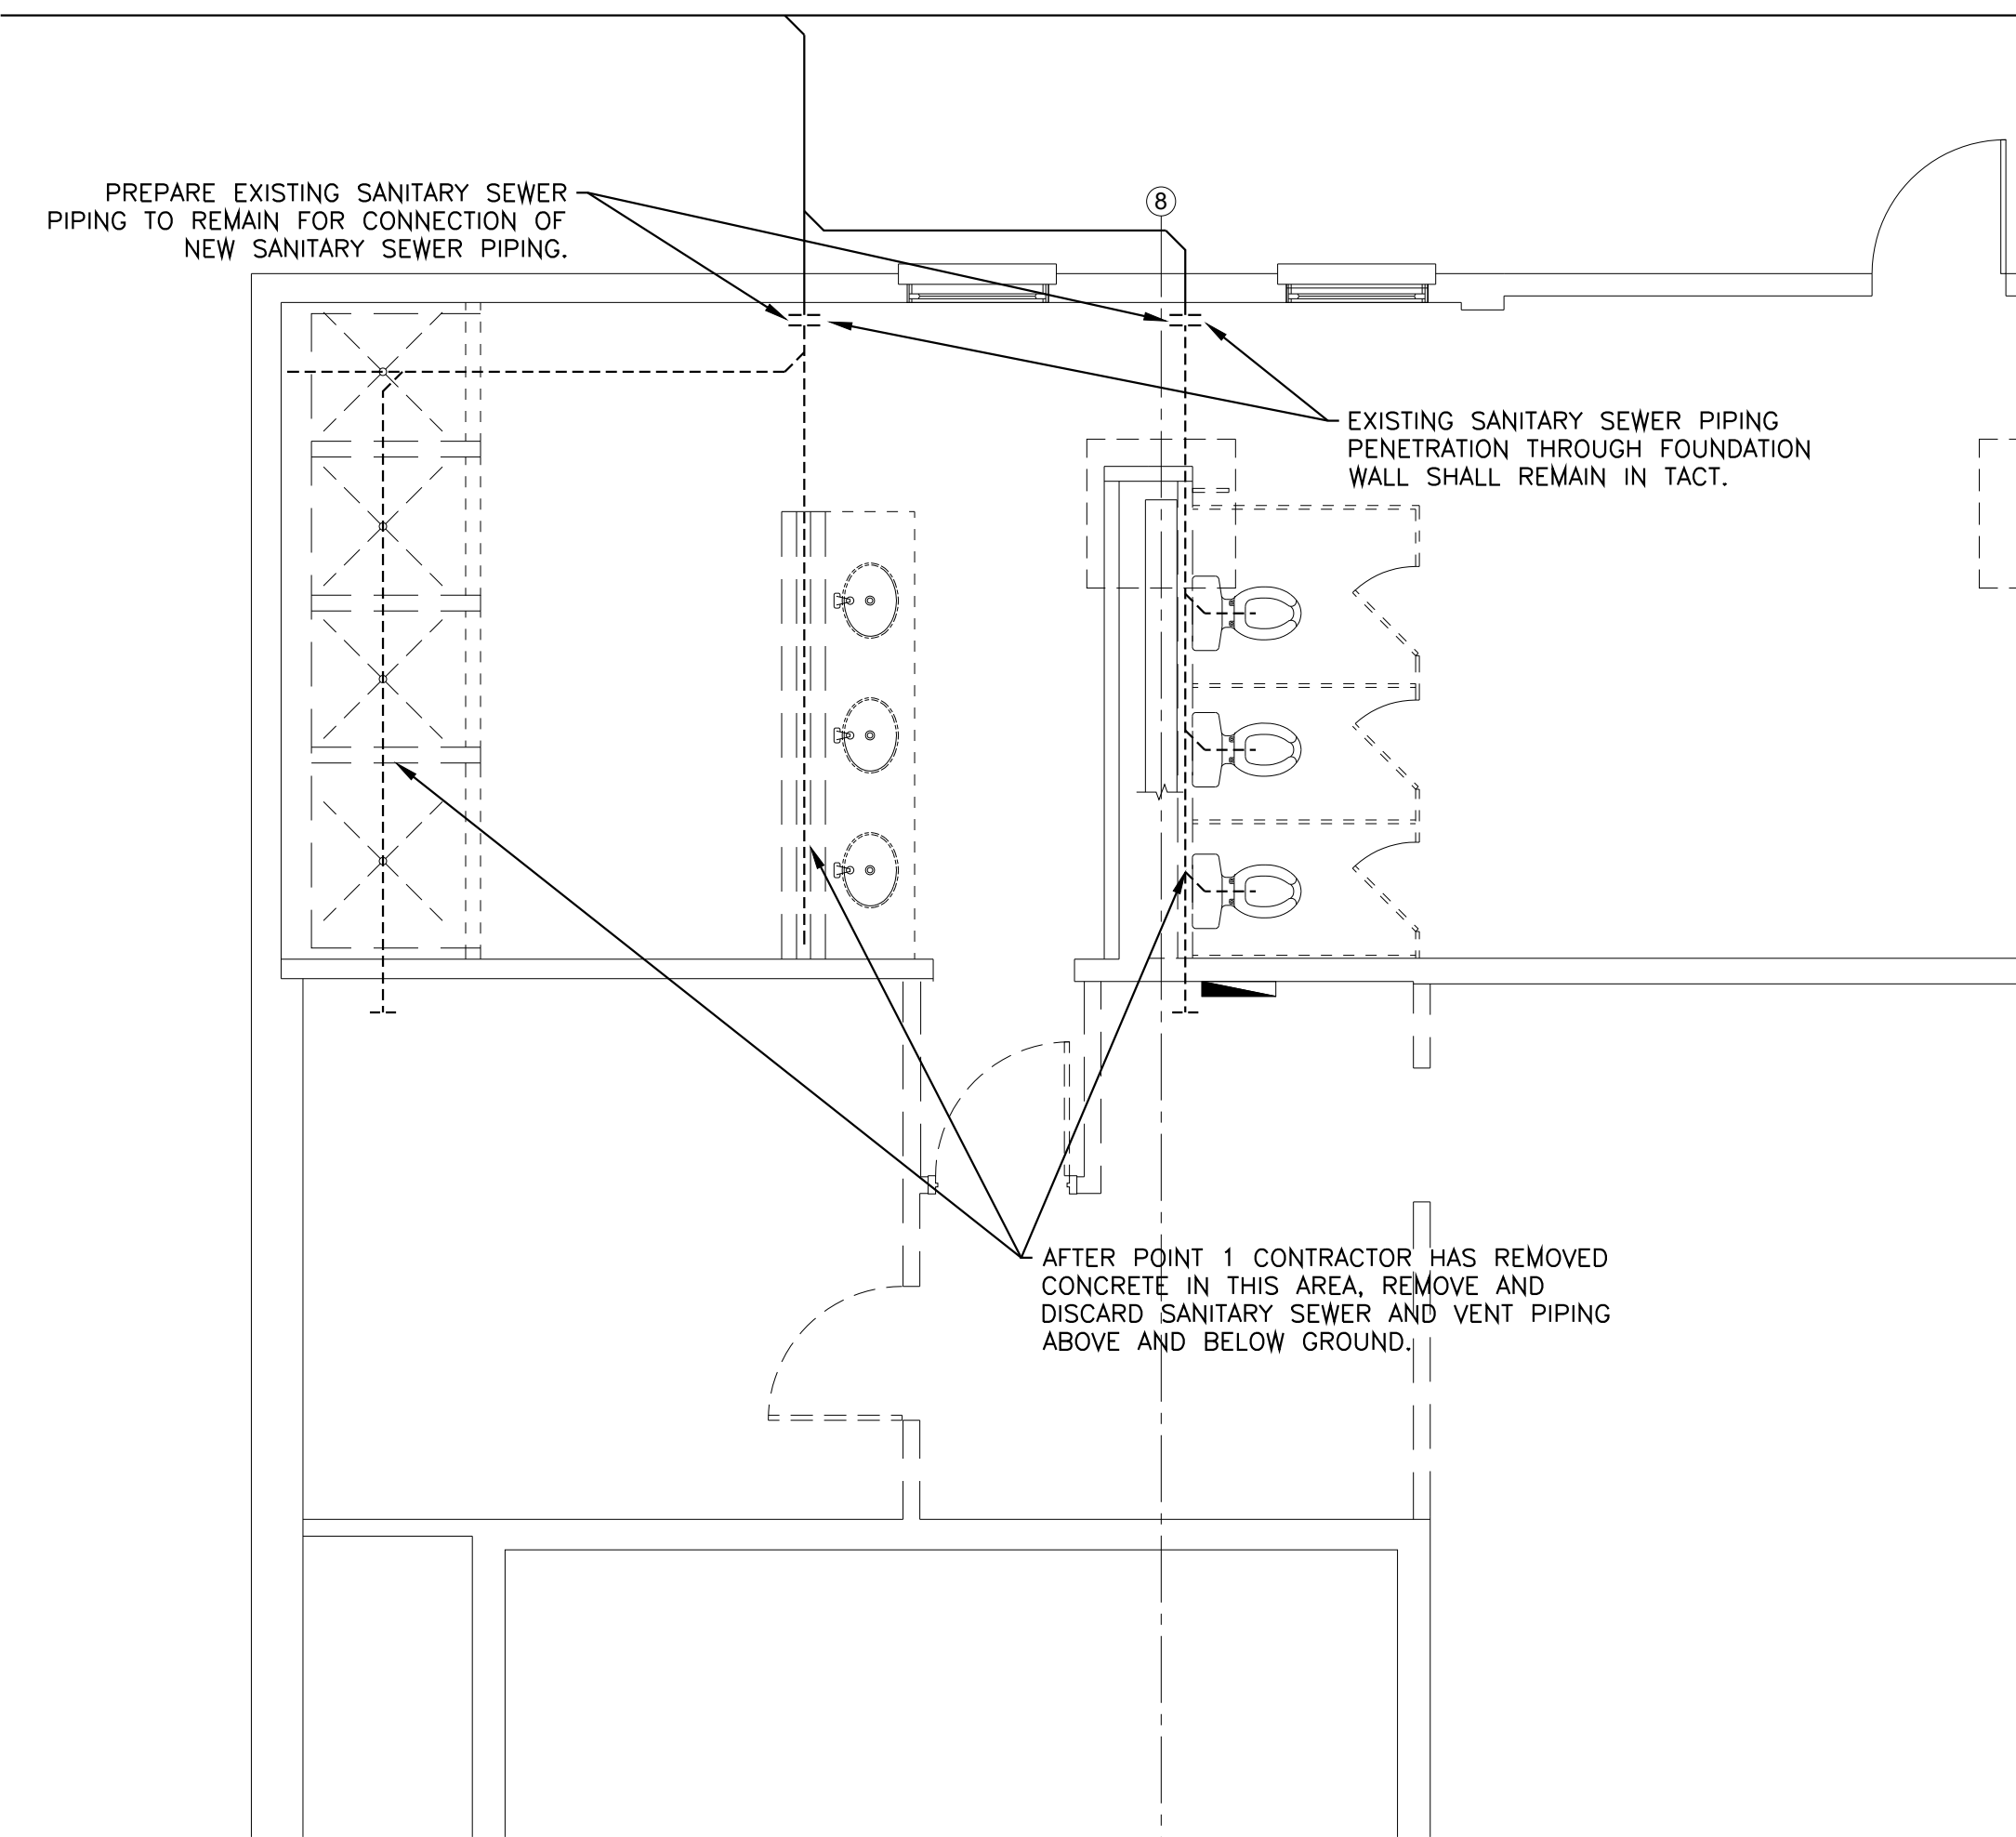 PREPARE EXISTING SANITARY SEWER
PIPING TO REMAIN FOR CONNECTION OF
NEW SANITARY SEWER PIPING.
8
EXISTING SANITARY SEWER PIPING
PENETRATION THROUGH FOUNDATION
WALL SHALL REMAIN IN TACT.
AFTER POINT 1 CONTRACTOR HAS REMOVED
CONCRETE IN THIS AREA, REMOVE AND
DISCARD SANITARY SEWER AND VENT PIPING
ABOVE AND BELOW GROUND.